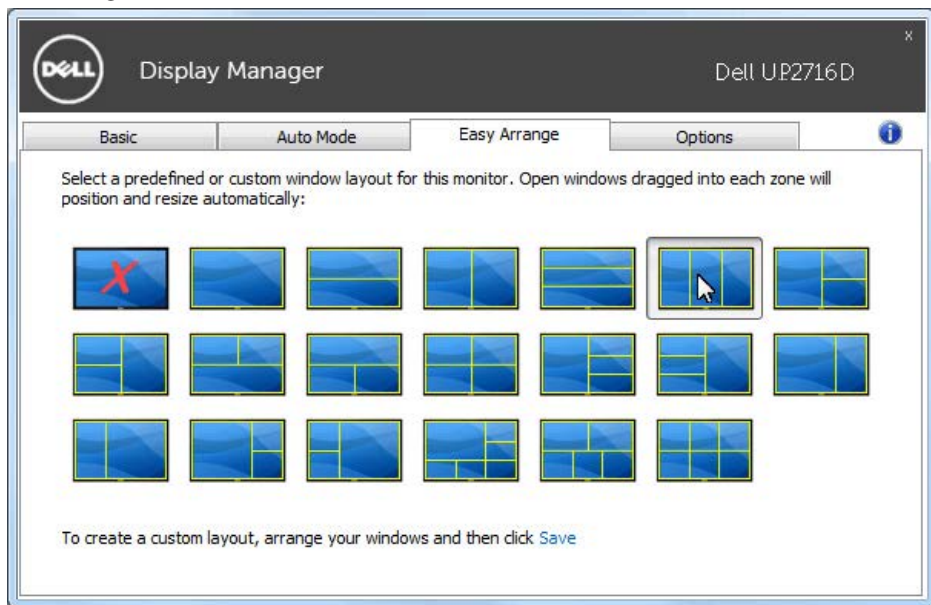 DELL
Display Manager
Dell UP2716D
x
Basic
Auto Mode
Easy Arrange
Options
i
Select a predefined or custom window layout for this monitor. Open windows dragged into each zone will
position and resize automatically:
X
To create a custom layout, arrange your windows and then click Save